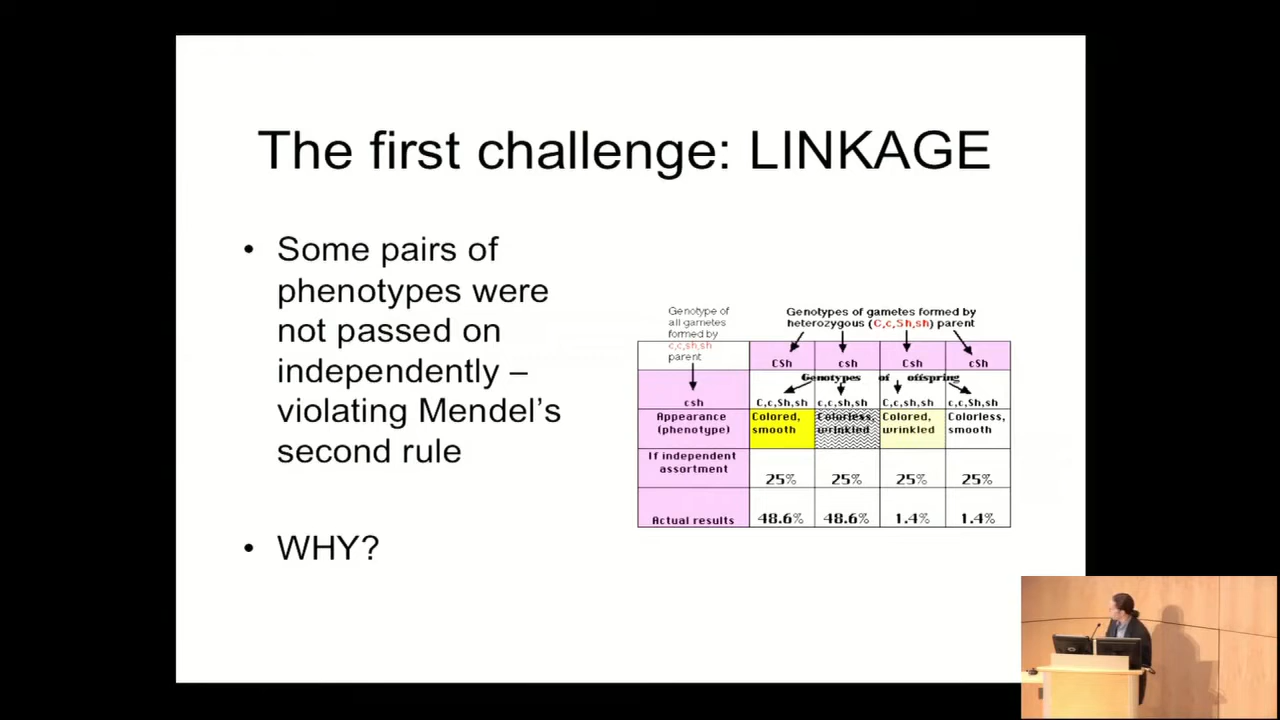 The first challenge: LINKAGE
• Some pairs of
phenotypes were
not passed on
independently –
violating Mendel's
second rule
• WHY?
Genotype of
all gametes
formed by
c,c,sh,sh
parent
Genotypes of gametes formed by
heterozygous (C,c,Sh,sh) parent
CSh csh Csh cSh
Genotypes of offspring
csh C,c,Sh,sh c,c,sh,sh C,c,sh,sh c,c,Sh,sh
Appearance Colored, Colorless, Colored, Colorless,
(phenotype) smooth wrinkled wrinkled smooth
If independent
assortment
25% 25% 25% 25%
Actual results 48.6% 48.6% 1.4% 1.4%